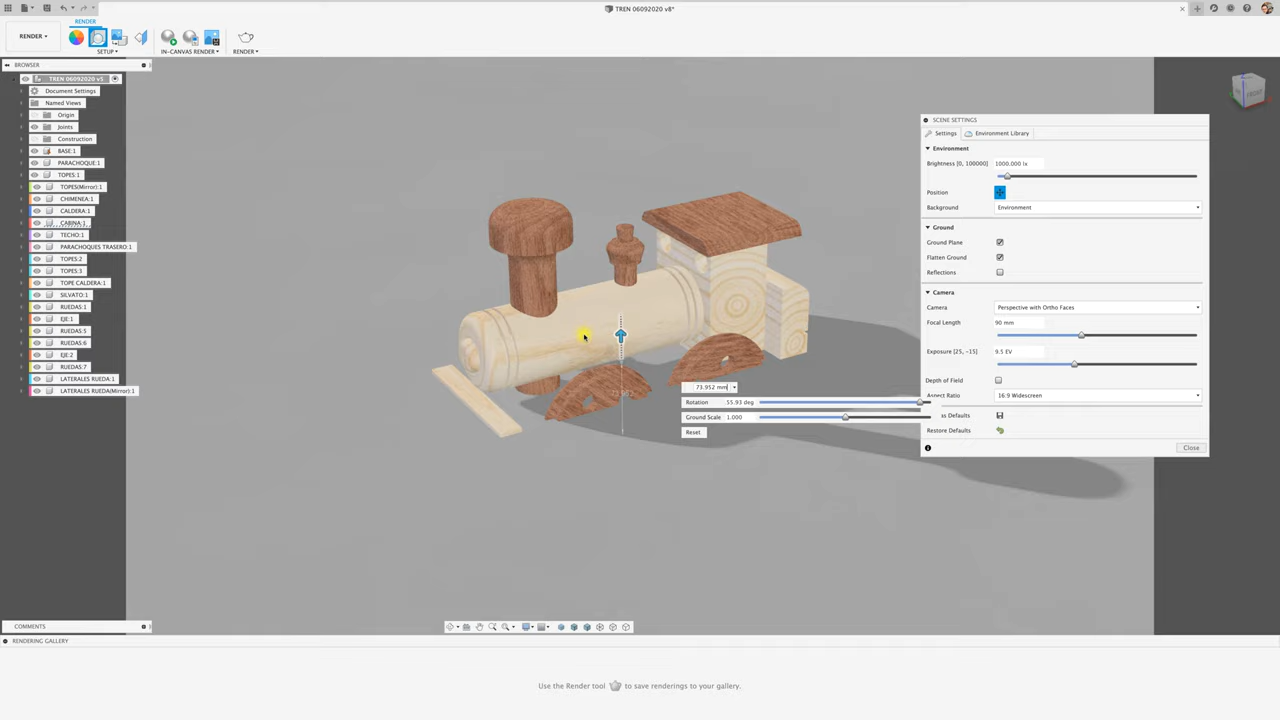 TREN 06092020 v8*
RENDER
RENDER
SETUP
IN-CANVAS RENDER
RENDER
BROWSER
TREN 06092020 v5
Document Settings
Named Views
Origin
Joints
Construction
BASE:1
PARACHOQUE:1
TOPES:1
TOPES(Mirror):1
CHIMENEA:1
CALDERA:1
CABINA:1
TECHO:1
PARACHOQUES TRASERO:1
TOPES:2
TOPES:3
TOPE CALDERA:1
SILVATO:1
RUEDAS:1
EJE:1
RUEDAS:5
RUEDAS:6
EJE:2
RUEDAS:7
LATERALES RUEDA:1
LATERALES RUEDA(Mirror):1
FRONT
SCENE SETTINGS
Settings
Environment Library
Environment
Brightness [0, 100000] 1000.000 lx
Position
Background Environment
Ground
Ground Plane
Flatten Ground
Reflections
Camera
Camera Perspective with Ortho Faces
Focal Length 90 mm
Exposure [25, -15] 9.5 EV
Depth of Field
Aspect Ratio 16:9 Widescreen
ss Defaults
Restore Defaults
Close
73.952 mm
Rotation 55.93 deg
Ground Scale 1.000
Reset
COMMENTS
RENDERING GALLERY
Use the Render tool to save renderings to your gallery.